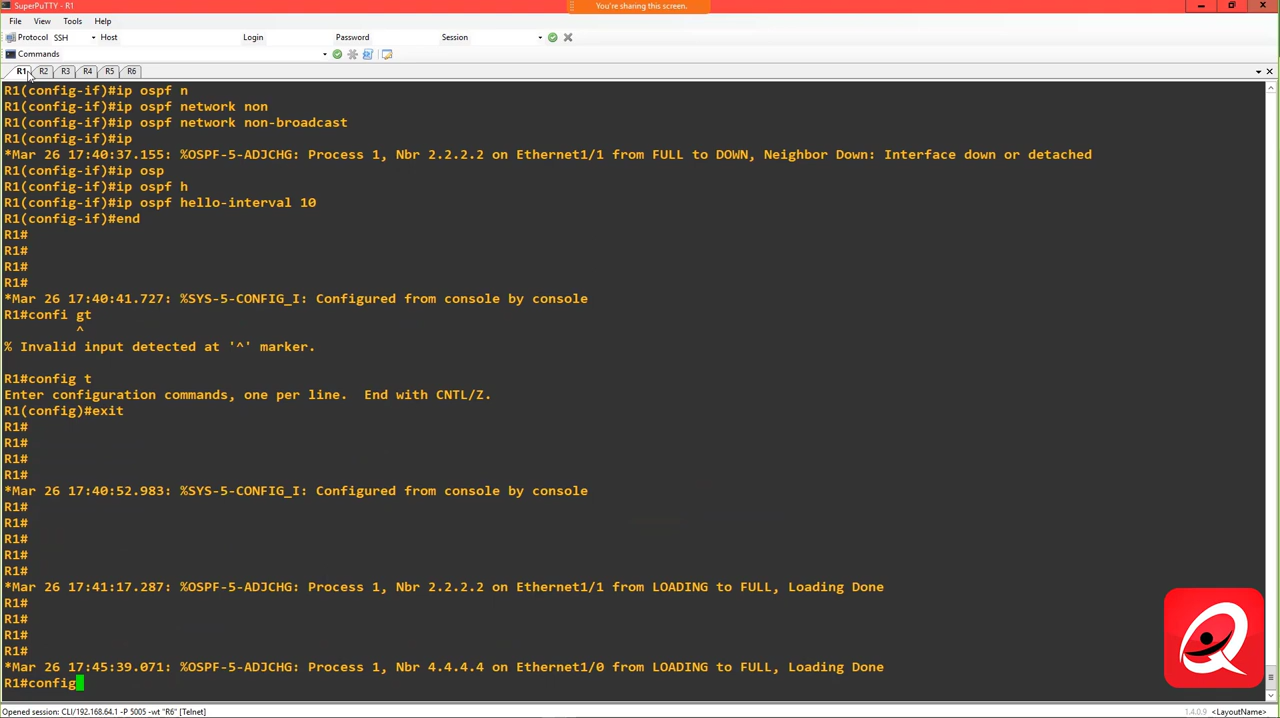 SuperPuTTY - R1
You're sharing this screen.
File View Tools Help
Protocol SSH Host Login Password Session
Commands
R1 R2 R3 R4 R5 R6
R1(config-if)#ip ospf n
R1(config-if)#ip ospf network non
R1(config-if)#ip ospf network non-broadcast
R1(config-if)#ip
*Mar 26 17:40:37.155: %OSPF-5-ADJCHG: Process 1, Nbr 2.2.2.2 on Ethernet1/1 from FULL to DOWN, Neighbor Down: Interface down or detached
R1(config-if)#ip osp
R1(config-if)#ip ospf h
R1(config-if)#ip ospf hello-interval 10
R1(config-if)#end
R1#
R1#
R1#
R1#
*Mar 26 17:40:41.727: %SYS-5-CONFIG_I: Configured from console by console
R1#confi gt
^
% Invalid input detected at '^' marker.
R1#config t
Enter configuration commands, one per line.  End with CNTL/Z.
R1(config)#exit
R1#
R1#
R1#
R1#
*Mar 26 17:40:52.983: %SYS-5-CONFIG_I: Configured from console by console
R1#
R1#
R1#
R1#
R1#
*Mar 26 17:41:17.287: %OSPF-5-ADJCHG: Process 1, Nbr 2.2.2.2 on Ethernet1/1 from LOADING to FULL, Loading Done
R1#
R1#
R1#
R1#
*Mar 26 17:45:39.071: %OSPF-5-ADJCHG: Process 1, Nbr 4.4.4.4 on Ethernet1/0 from LOADING to FULL, Loading Done
R1#config
Opened session: CLI/192.168.64.1 -P 5005 -wt "R6" [Telnet]
1.4.0.9 <LayoutName>